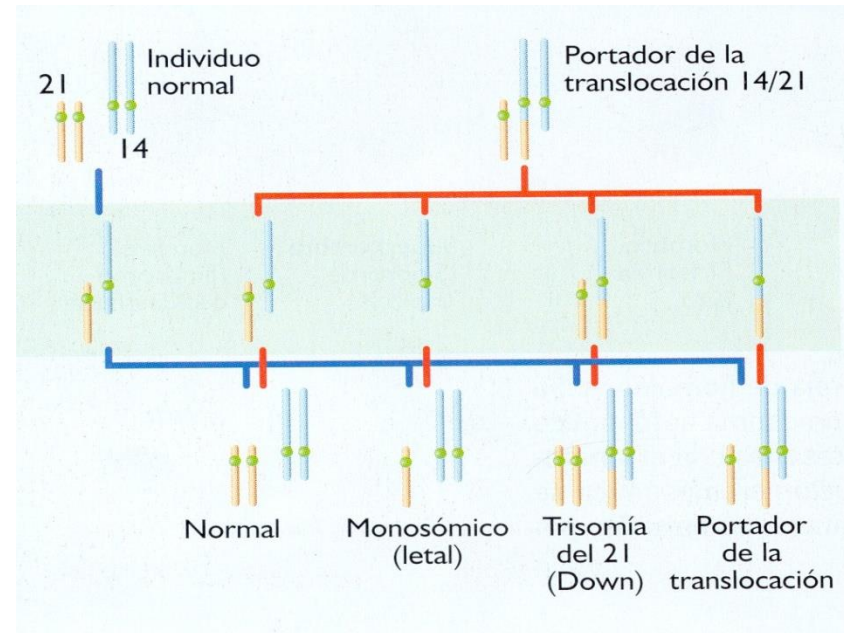 Individuo
normal
21
14
Portador de la
translocación 14/21
Normal
Monosómico
(letal)
Trisomía
del 21
(Down)
Portador
de la
translocación